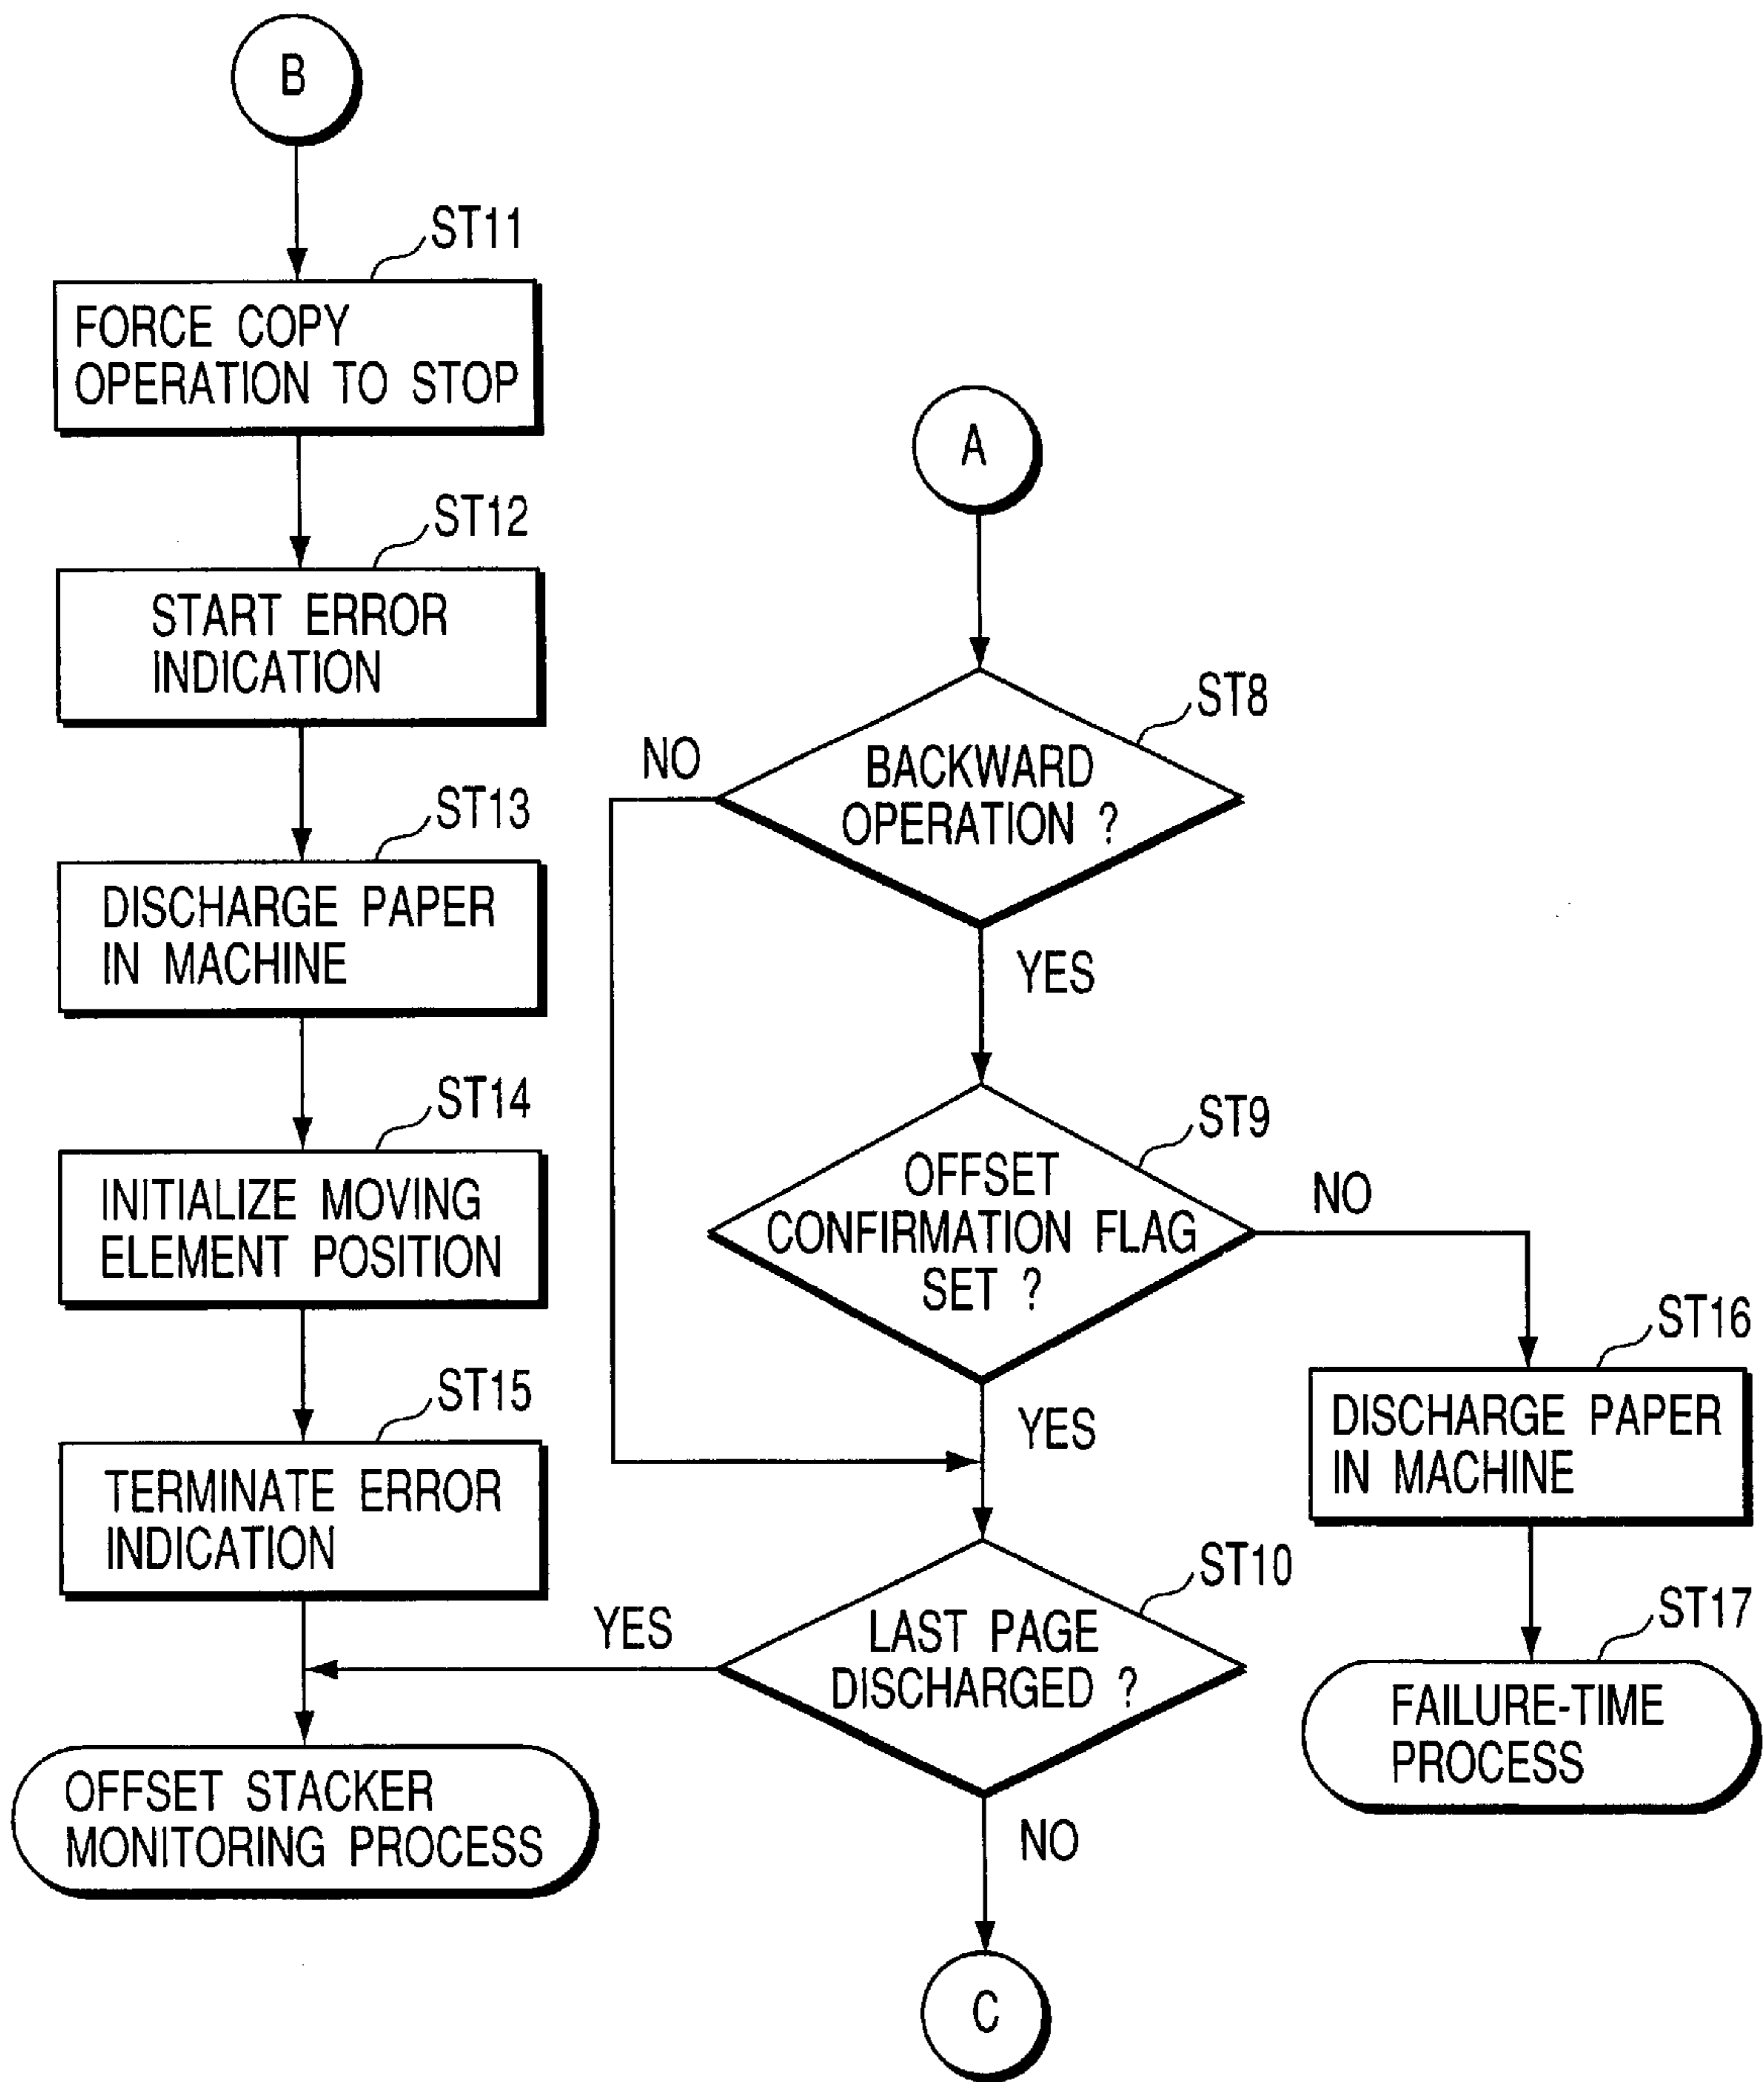 B
ST11
FORCE COPY
OPERATION TO STOP
ST12
START ERROR
INDICATION
ST13
DISCHARGE PAPER
IN MACHINE
ST14
INITIALIZE MOVING
ELEMENT POSITION
ST15
TERMINATE ERROR
INDICATION
OFFSET STACKER
MONITORING PROCESS
A
ST8
BACKWARD
OPERATION ?
NO
YES
ST9
OFFSET
CONFIRMATION FLAG
SET ?
NO
YES
ST10
LAST PAGE
DISCHARGED ?
YES
NO
C
ST16
DISCHARGE PAPER
IN MACHINE
ST17
FAILURE-TIME
PROCESS